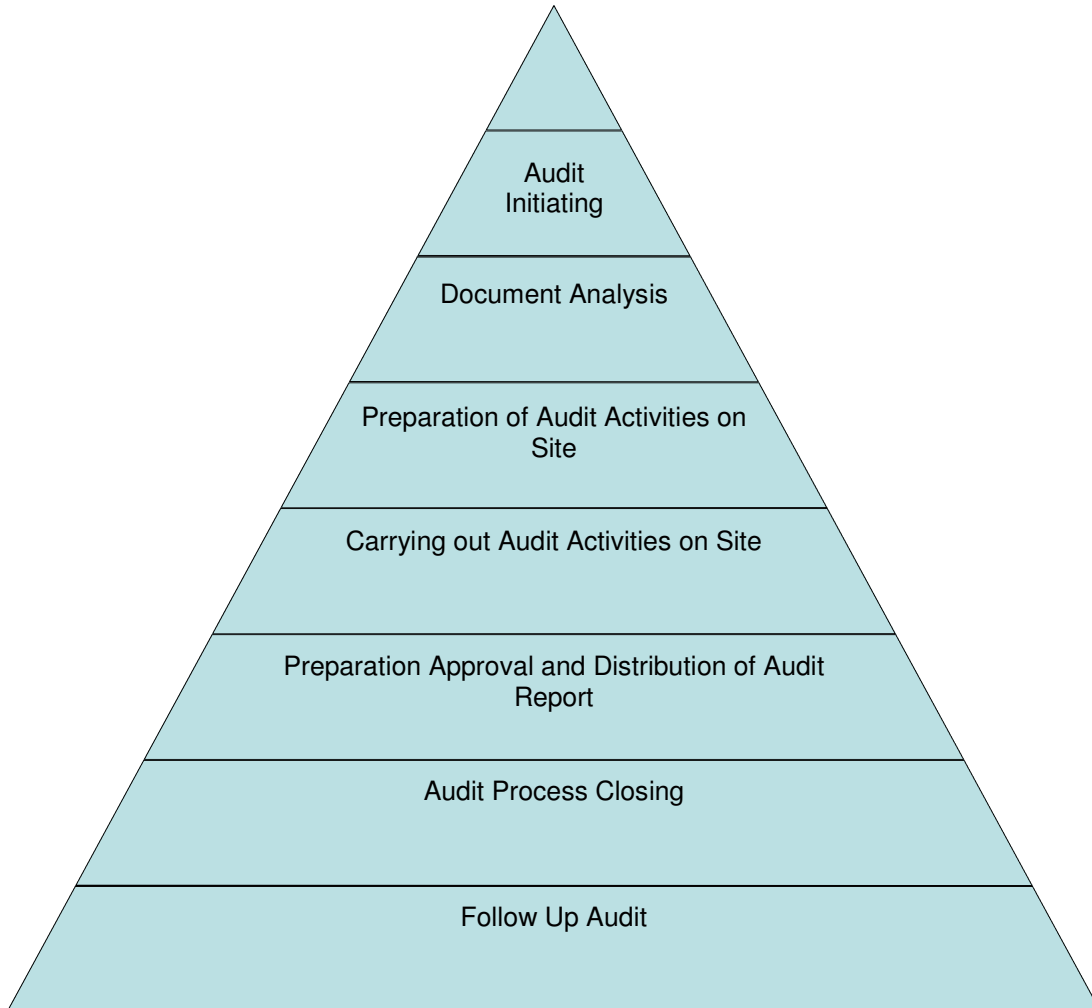 Audit
Initiating
Document Analysis
Preparation of Audit Activities on
Site
Carrying out Audit Activities on Site
Preparation Approval and Distribution of Audit
Report
Audit Process Closing
Follow Up Audit